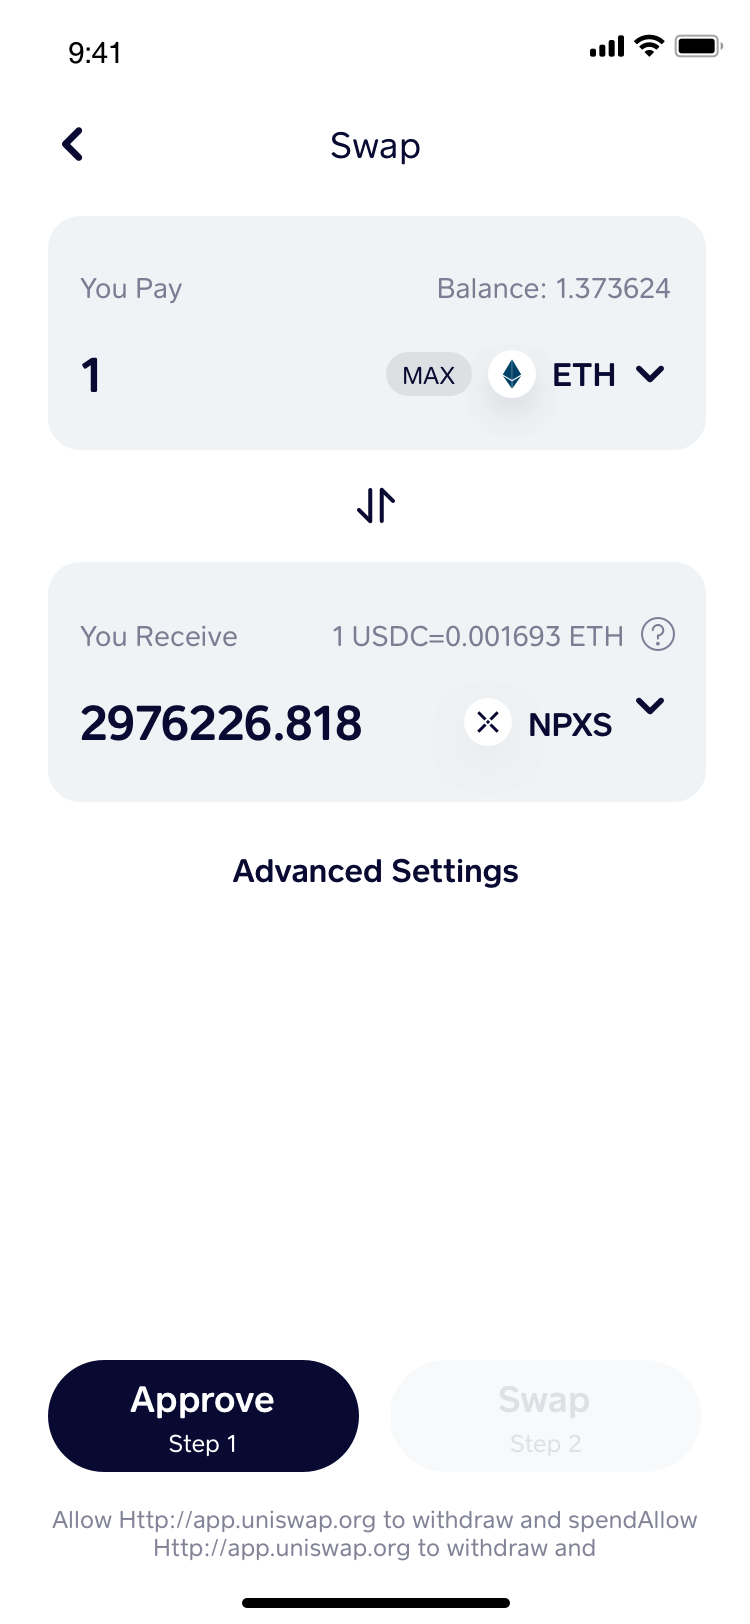 9:41
Swap
You Pay
Balance: 1.373624
1
MAX
ETH
You Receive
1 USDC=0.001693 ETH
?
2976226.818
NPXS
Advanced Settings
Approve
Step 1
Swap
Step 2
Allow Http://app.uniswap.org to withdraw and spendAllow
Http://app.uniswap.org to withdraw and